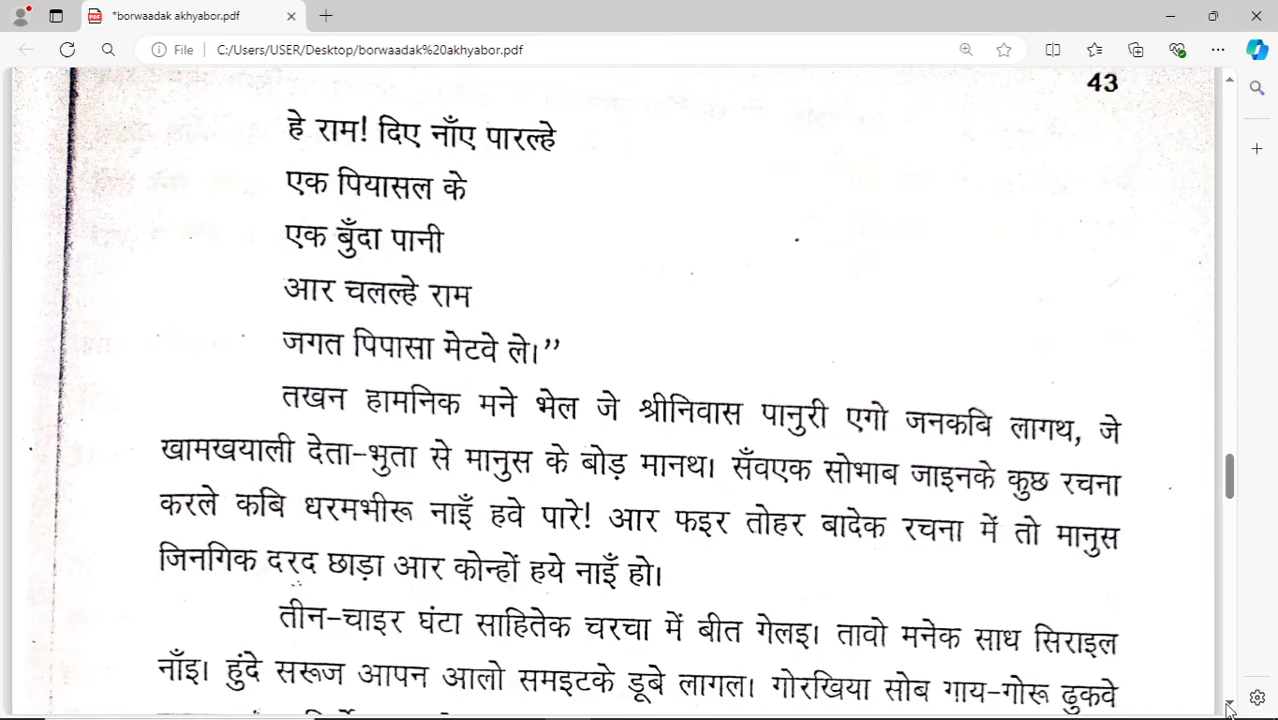 *borwaadak akhyabor.pdf
File C:/Users/USER/Desktop/borwaadak%20akhyabor.pdf
43
हे राम! दिए नाँए पारल्हे
एक पियासल के
एक बुँदा पानी
आर चलल्हे राम
जगत पिपासा मेटवे ले।”
तखन हामनिक मने भेल जे श्रीनिवास पानुरी एगो जनकबि लागथ, जे
खामखयाली देता-भुता से मानुस के बोड़ मानथ। सँवएक सोभाब जाइनके कुछ रचना
करले कबि धरमभीरू नाइँ हवे पारे! आर फइर तोहर बादेक रचना में तो मानुस
जिनगिक दरद छाड़ा आर कोन्हों हये नाइँ हो।
तीन-चाइर घंटा साहितेक चरचा में बीत गेलइ। तावो मनेक साध सिराइल
नाँइ। हुंदे सरूज आपन आलो समइटके डूबे लागल। गोरखिया सोब गाय-गोरू ढुकवे